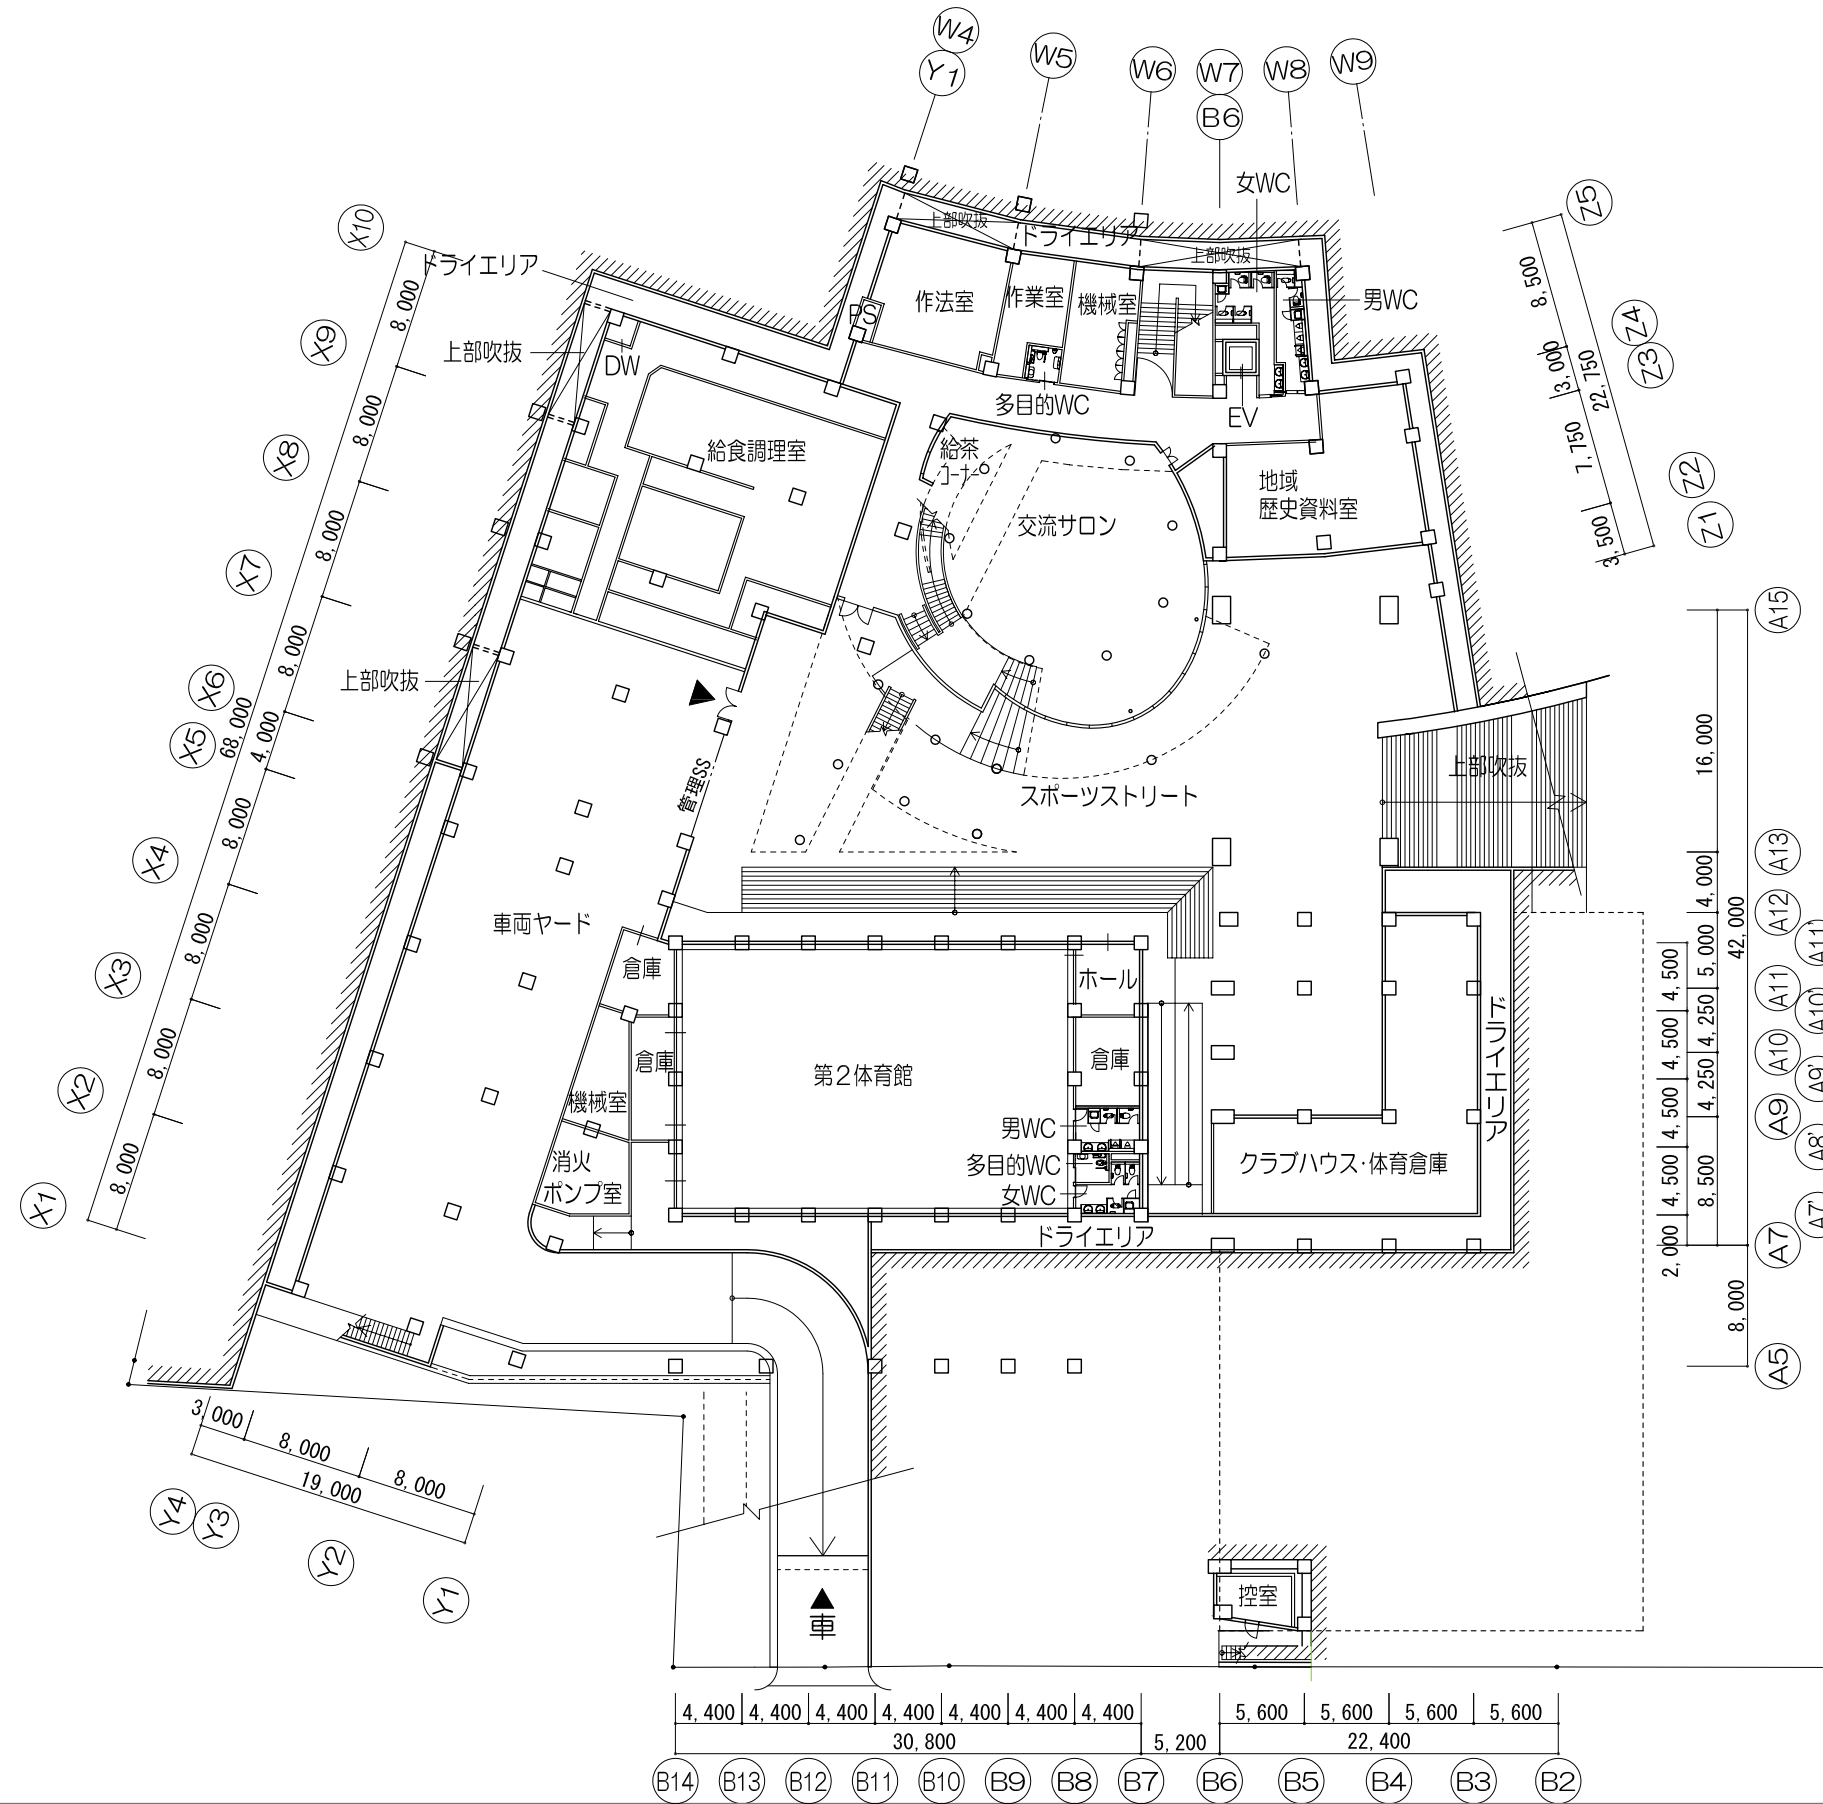 W4
Y1
W5
W6
W7
B6
W8
W9
女WC
Z5
X10
ドライエリア
上部吹抜
ドライエリア
上部吹抜
8,500
8,000
PS
作法室
作業室
機械室
男WC
Z4
Z3
X9
上部吹抜
DW
3,000
22,750
8,000
多目的WC
EV
X8
給食調理室
給茶
コーナー
地域
歴史資料室
7,750
Z2
Z1
8,000
交流サロン
3,500
X7
8,000
A15
X6
上部吹抜
68,000
X5
4,000
管理SS
スポーツストリート
上部吹抜
16,000
8,000
X4
A13
4,000
車両ヤード
A12
8,000
42,000
5,000
A11'
倉庫
ホール
4,500
X3
A11
ドライエリア
A10'
8,000
倉庫
第2体育館
倉庫
4,500
4,250
A10
X2
機械室
4,500
4,250
A9'
男WC
A9
8,000
消火
ポンプ室
多目的WC
女WC
クラブハウス・体育倉庫
4,500
8,500
A8'
X1
ドライエリア
2,000
A7'
A7
8,000
A5
3,000
8,000
8,000
19,000
Y4
Y3
Y2
Y1
車
控室
4,400
4,400
4,400
4,400
4,400
4,400
4,400
5,600
5,600
5,600
5,600
30,800
5,200
22,400
B14
B13
B12
B11
B10
B9
B8
B7
B6
B5
B4
B3
B2